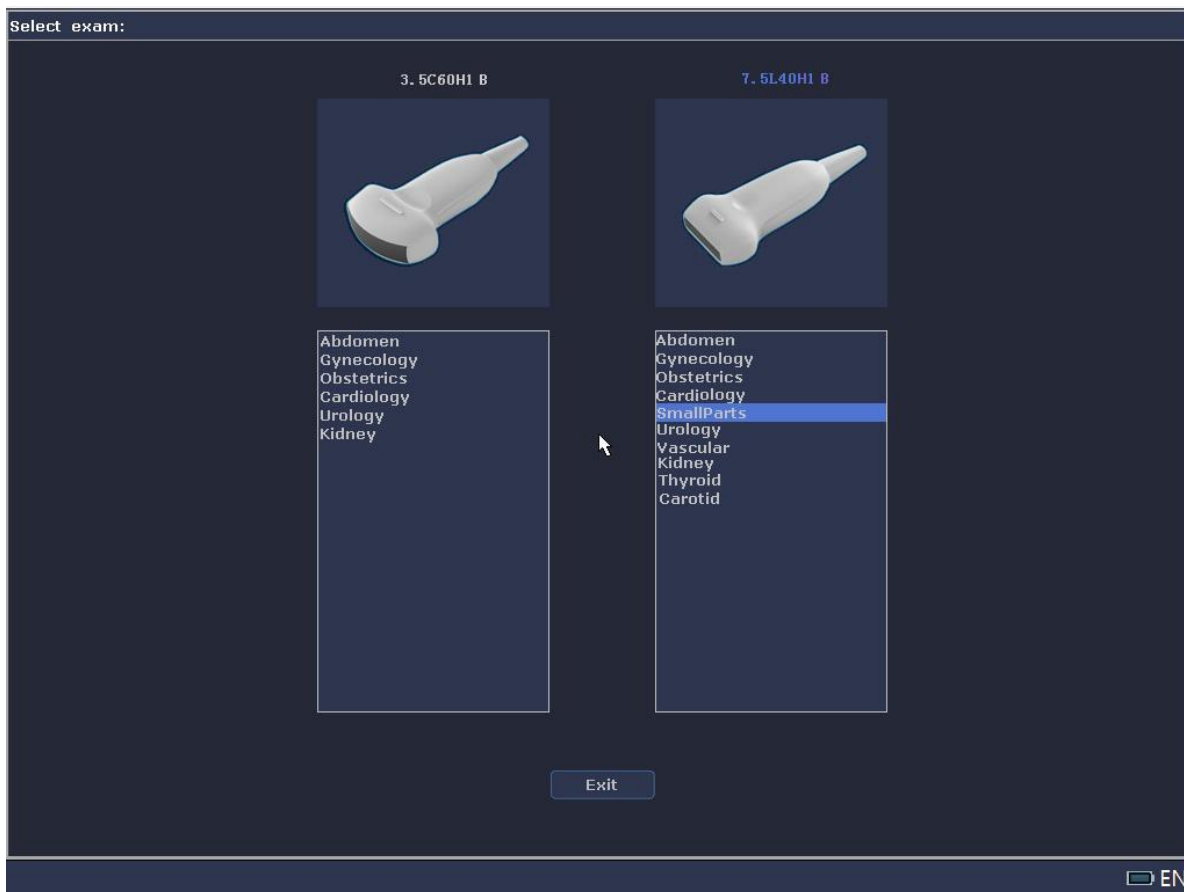 Select exam:
3.5C60H1 B
7.5L40H1 B
Abdomen
Gynecology
Obstetrics
Cardiology
Urology
Kidney
Abdomen
Gynecology
Obstetrics
Cardiology
SmallParts
Urology
Vascular
Kidney
Thyroid
Carotid
Exit
EN